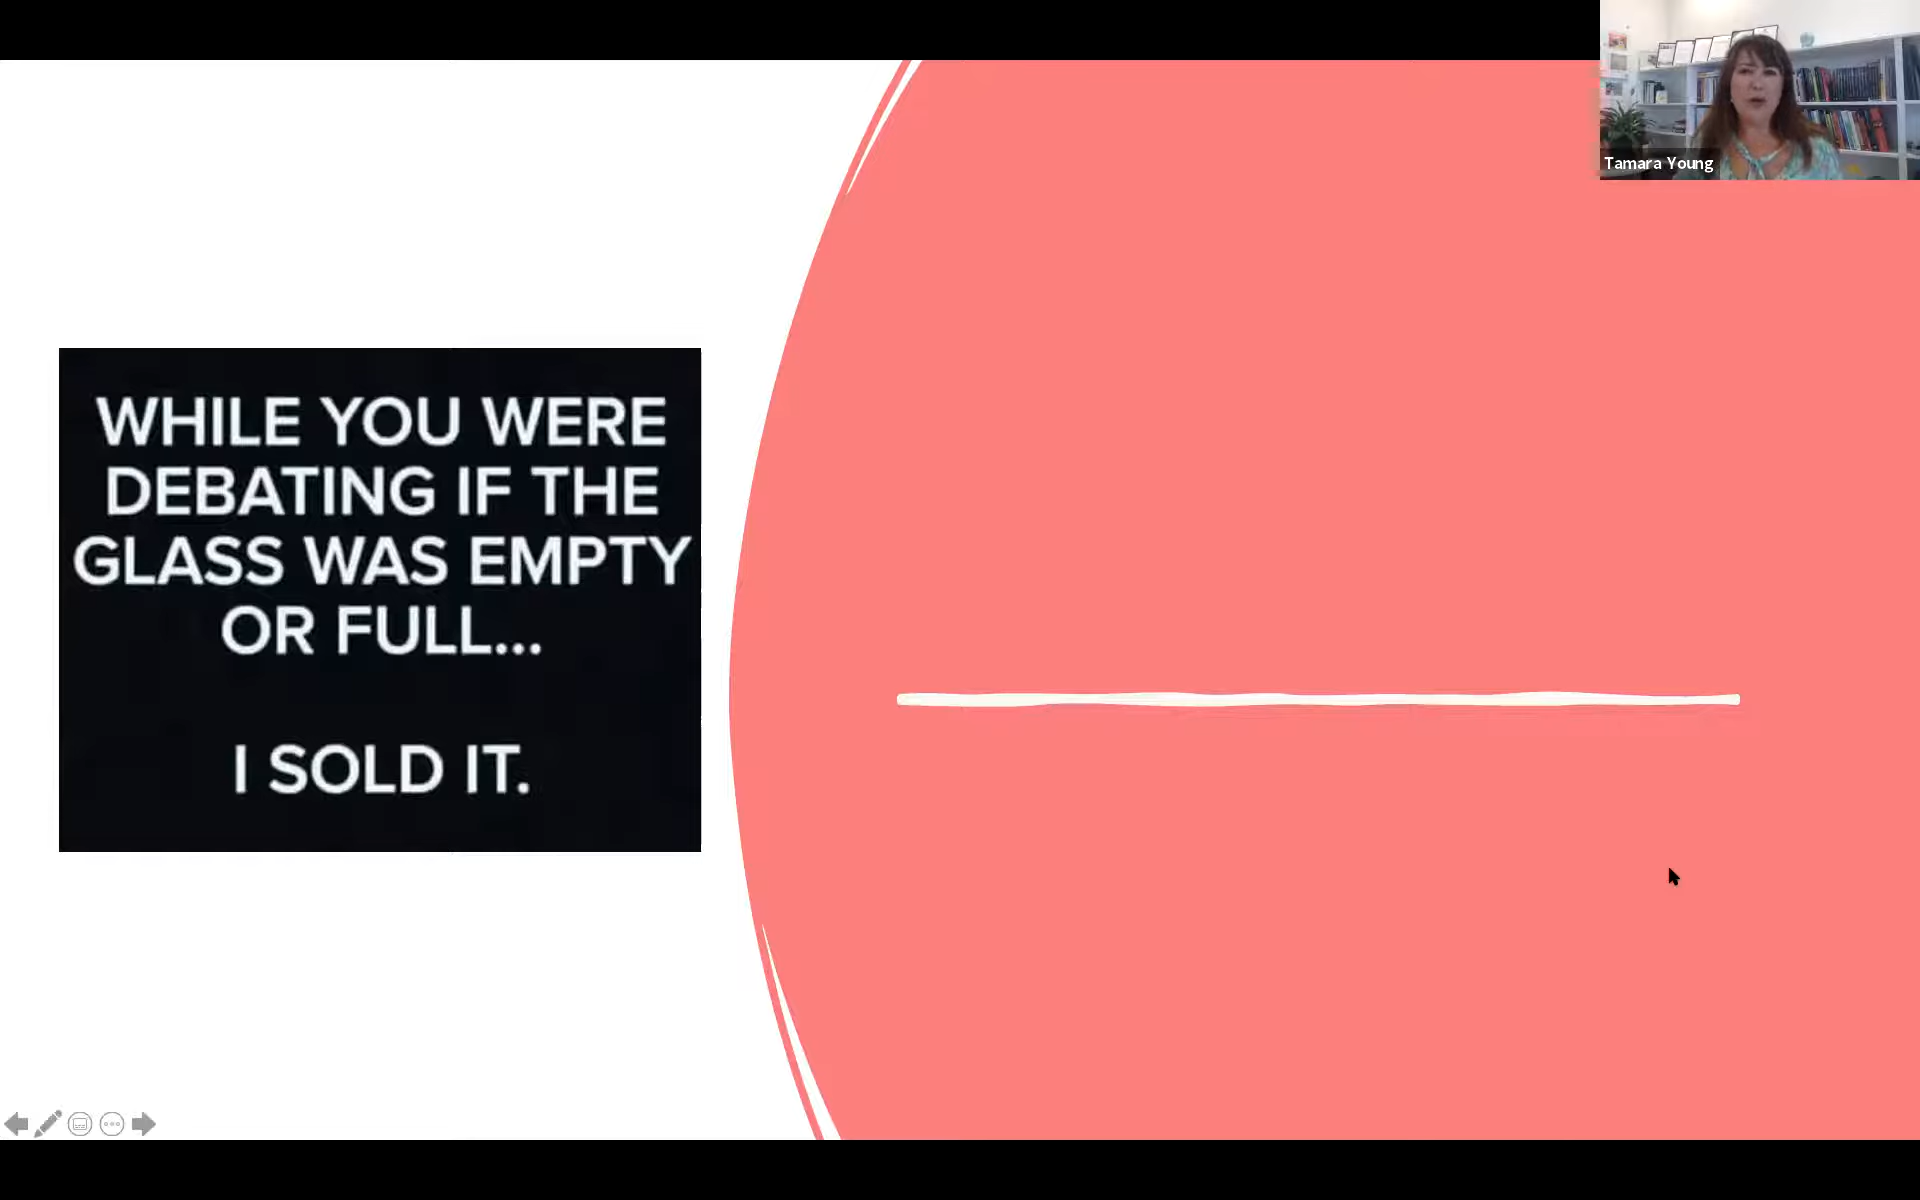 Tamara Young
WHILE YOU WERE
DEBATING IF THE
GLASS WAS EMPTY
OR FULL...
I SOLD IT.